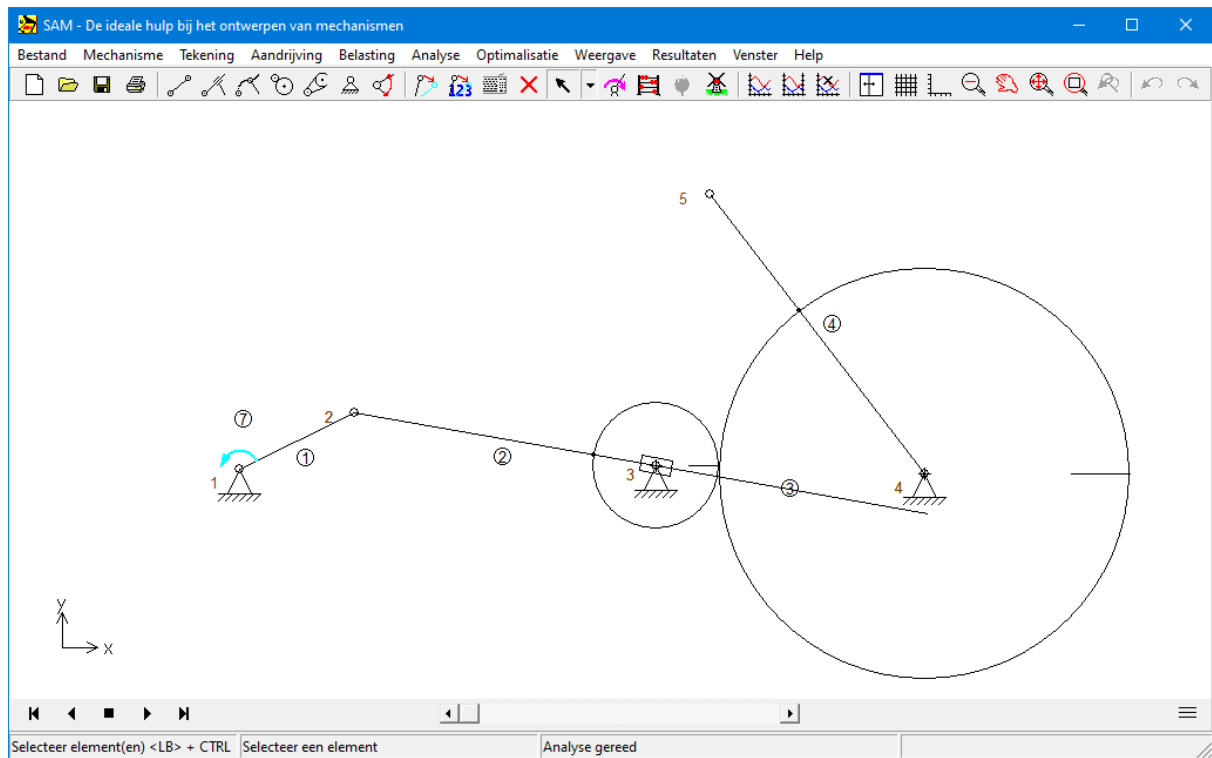 SAM - De ideale hulp bij het ontwerpen van mechanismen
Bestand Mechanisme Tekening Aandrijving Belasting Analyse Optimalisatie Weergave Resultaten Venster Help
123
5
4
7
2
1
2
3
3
4
1
y
x
Selecteer element(en) <LB> + CTRL Selecteer een element Analyse gereed